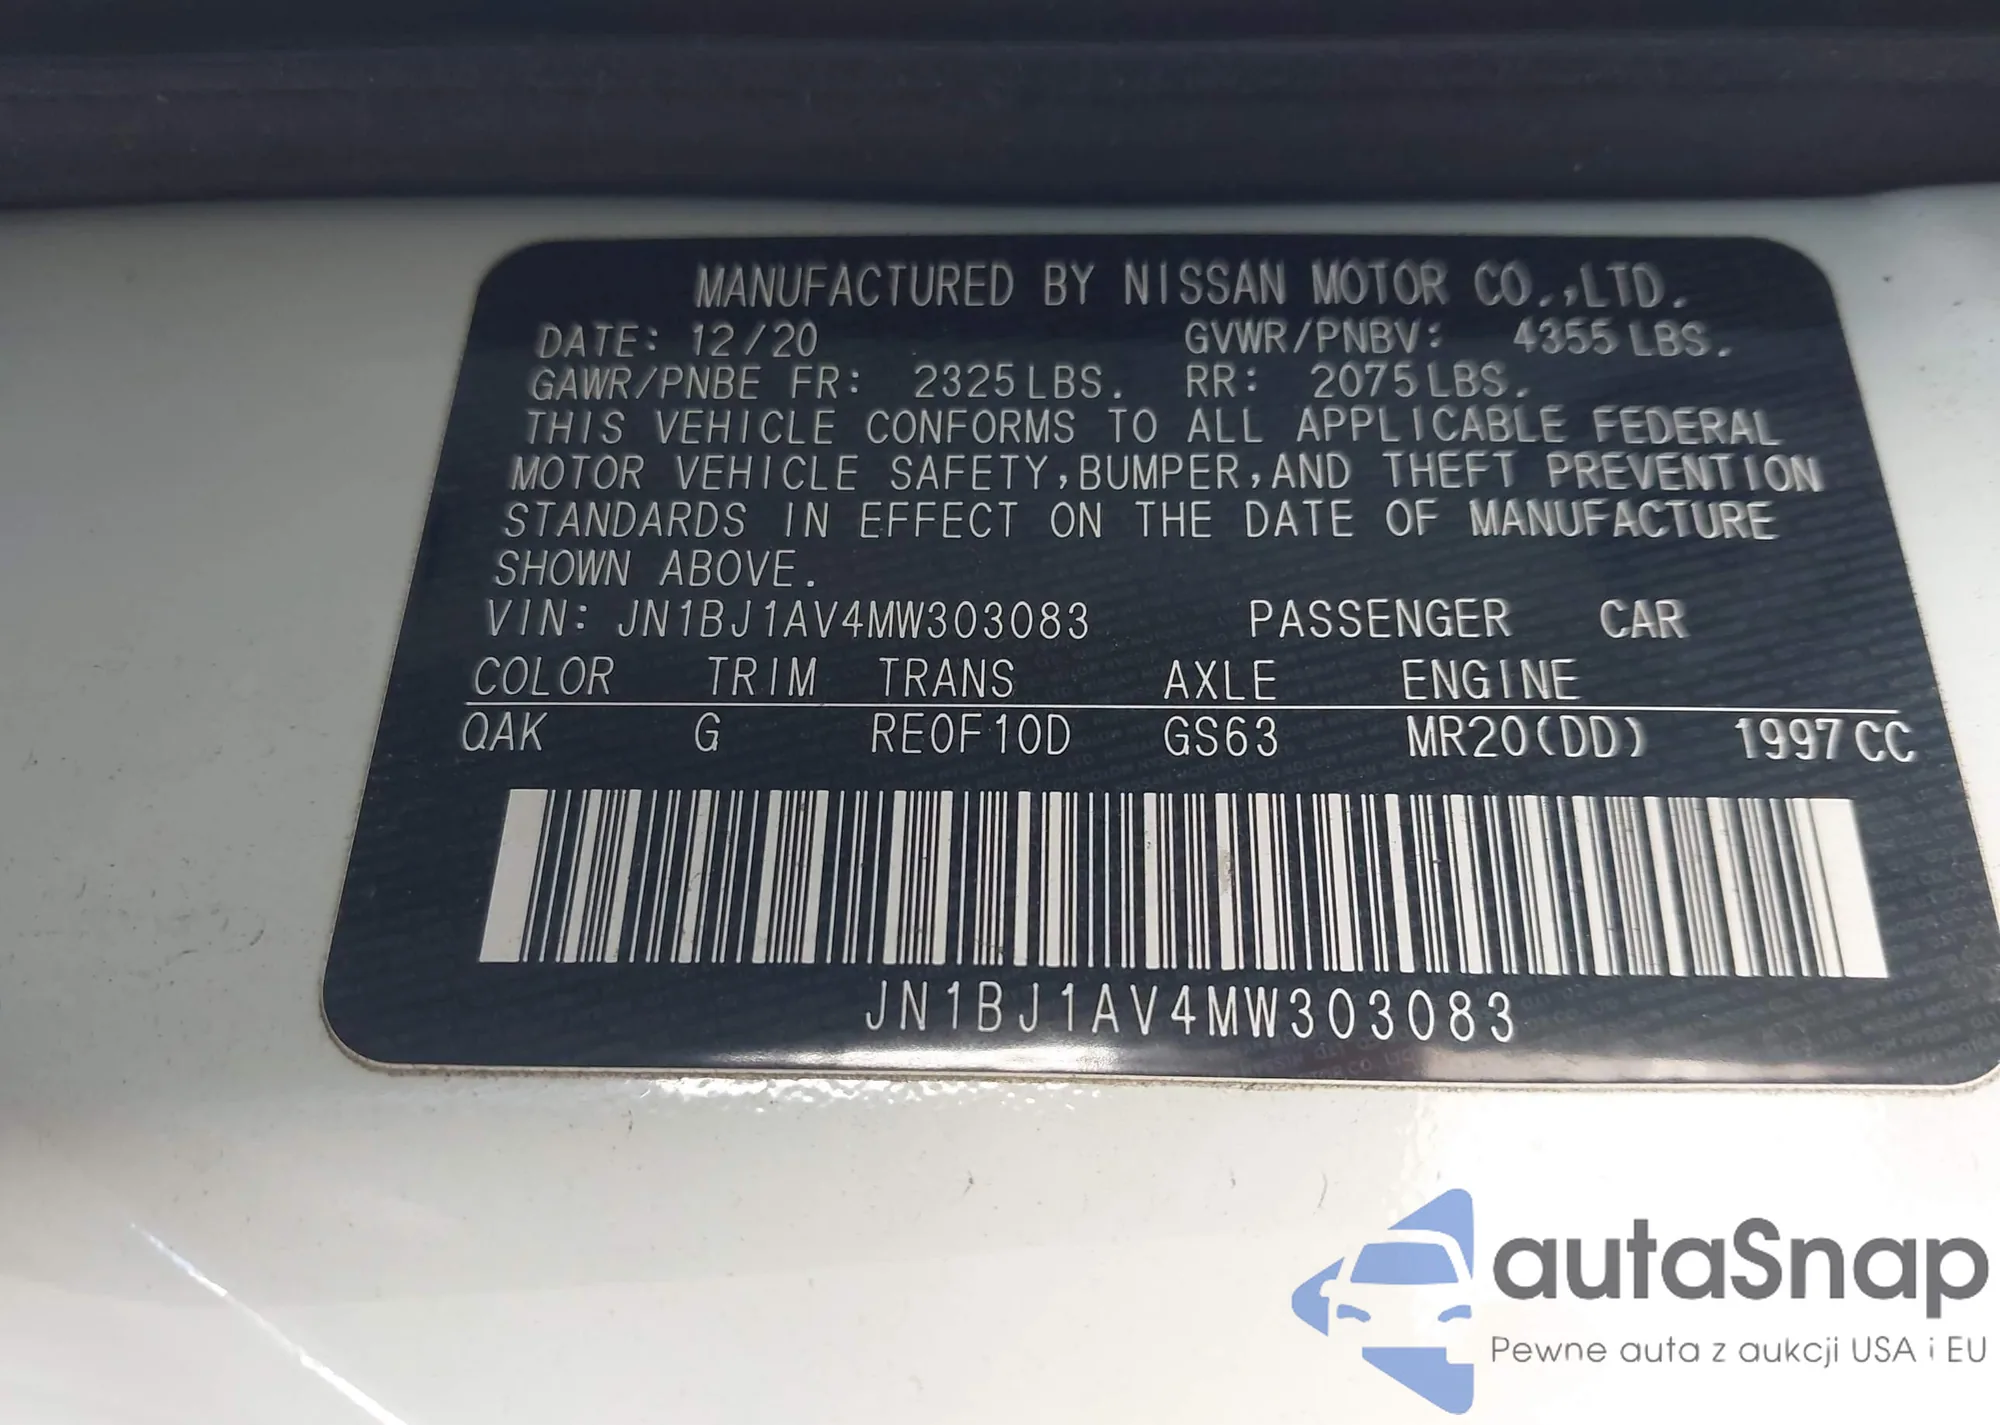 MANUFACTURED BY NISSAN MOTOR CO.,LTD.
DATE: 12/20 GVWR/PNBV: 4355 LBS.
GAWR/PNBE FR: 2325 LBS. RR: 2075 LBS.
THIS VEHICLE CONFORMS TO ALL APPLICABLE FEDERAL
MOTOR VEHICLE SAFETY,BUMPER,AND THEFT PREVENTION
STANDARDS IN EFFECT ON THE DATE OF MANUFACTURE
SHOWN ABOVE.
VIN: JN1BJ1AV4MW303083 PASSENGER CAR
COLOR TRIM TRANS AXLE ENGINE
QAK G RE0F10D GS63 MR20(DD) 1997 CC
JN1BJ1AV4MW303083
autaSnap
Pewne auta z aukcji USA i EU